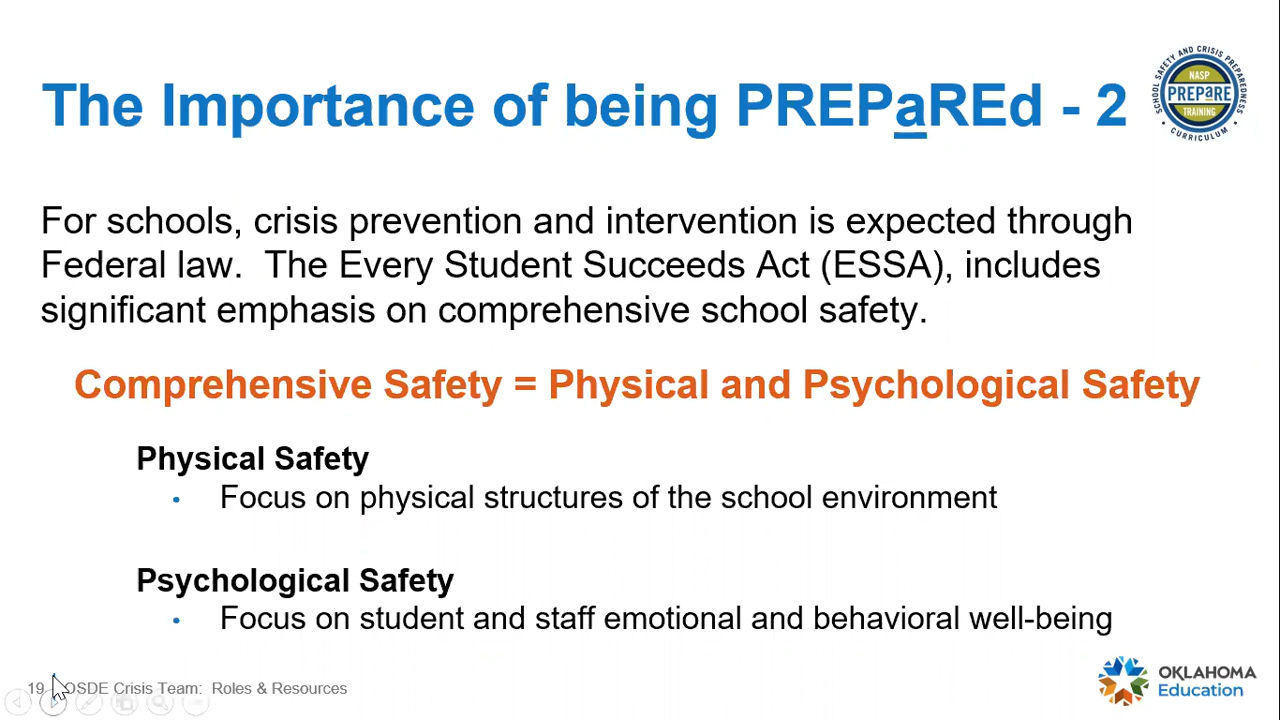 The Importance of being PREPaREd - 2
SCHOOL SAFETY AND CRISIS PREPAREDNESS
NASP
PREPaRE
TRAINING
CURRICULUM
For schools, crisis prevention and intervention is expected through
Federal law.  The Every Student Succeeds Act (ESSA), includes
significant emphasis on comprehensive school safety.
Comprehensive Safety = Physical and Psychological Safety
Physical Safety
• Focus on physical structures of the school environment
Psychological Safety
• Focus on student and staff emotional and behavioral well-being
19 OSDE Crisis Team:  Roles & Resources
OKLAHOMA
Education